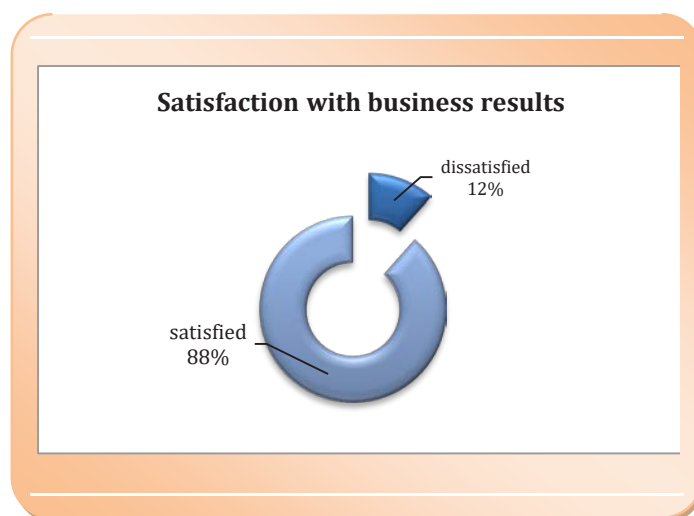 Satisfaction with business results
dissatisfied
12%
satisfied
88%